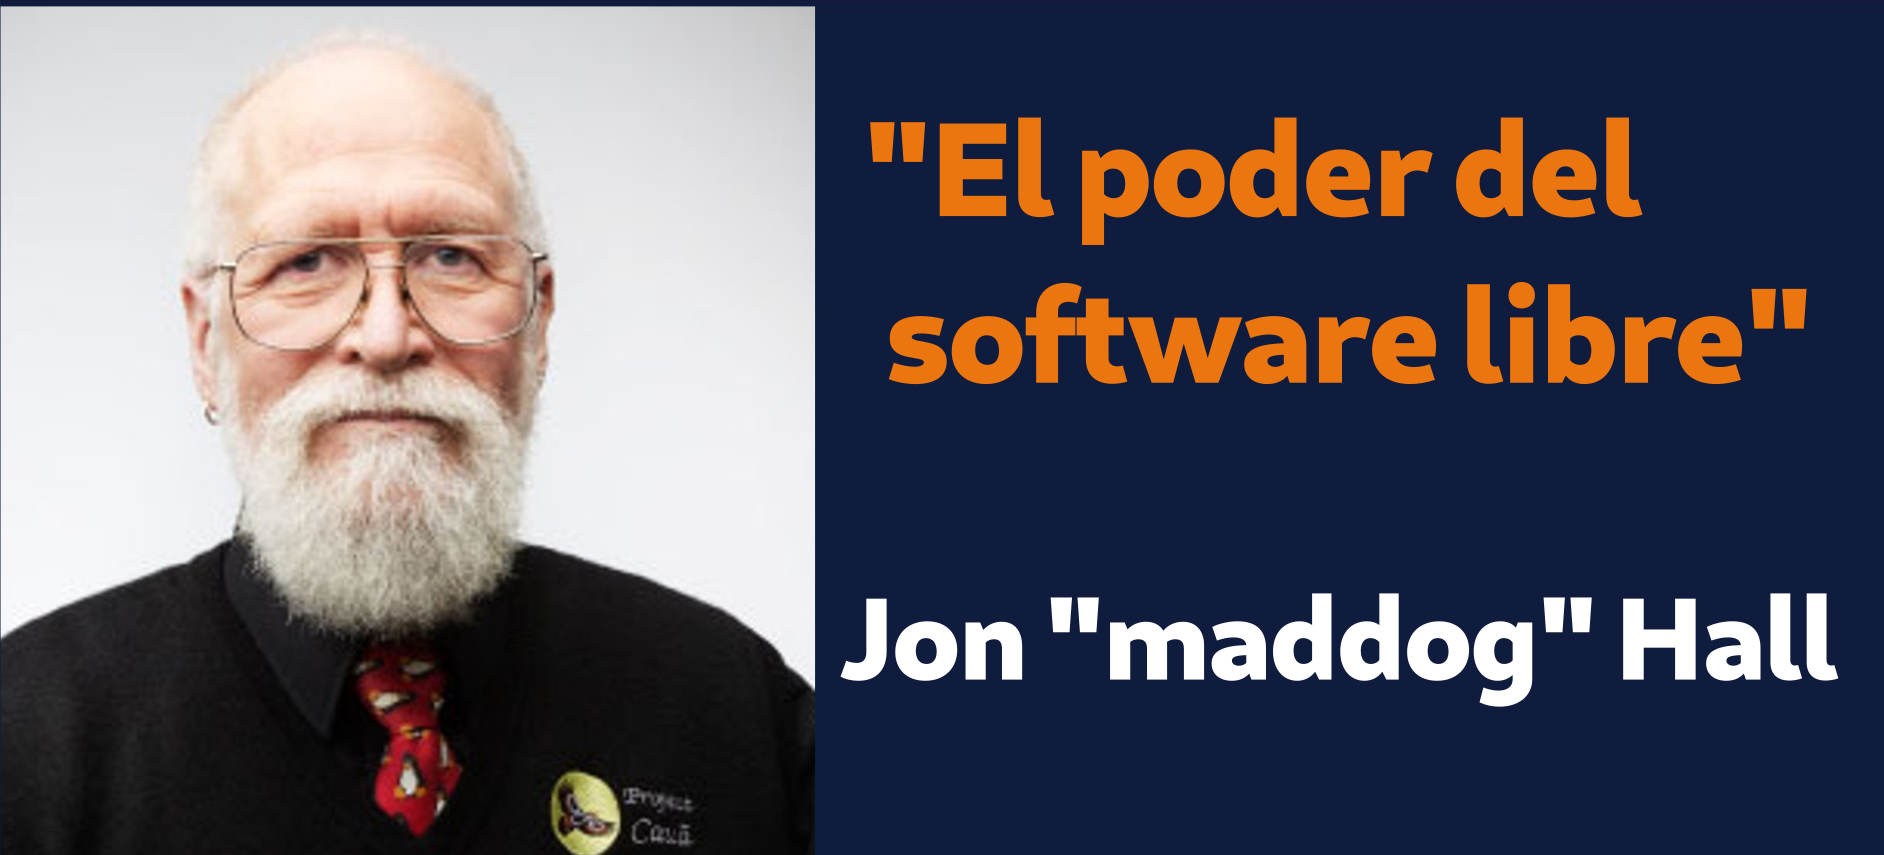 "El poder del
software libre"
Jon "maddog" Hall
Project
Cauã